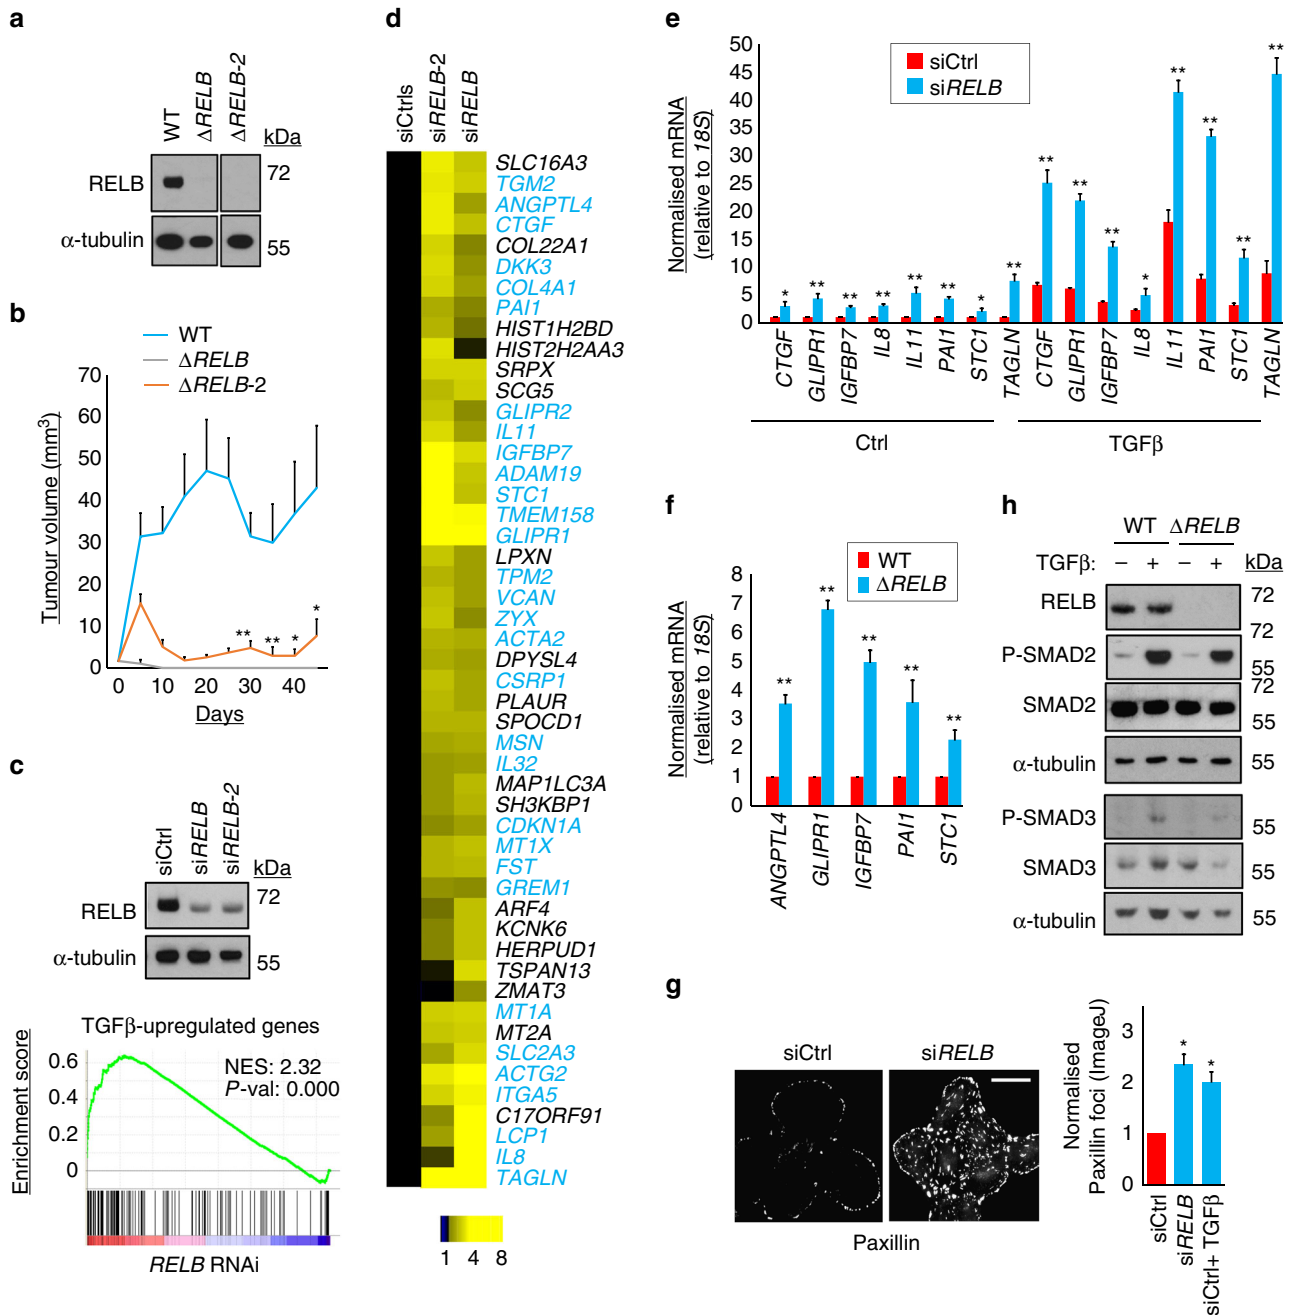 a
WT
ΔRELB
ΔRELB-2
kDa
RELB
72
α-tubulin
55
b
WT
ΔRELB
ΔRELB-2
Tumour volume (mm³)
70
60
50
40
30
20
10
0
** ** * *
0 20 40
Days
c
siCtrl
siRELB
siRELB-2
kDa
RELB
72
α-tubulin
55
TGFβ-upregulated genes
NES: 2.32
P-val: 0.000
Enrichment score
0.6
0.4
0.2
0
RELB RNAi
d
siCtrls
siRELB-2
siRELB
SLC16A3
TGM2
ANGPTL4
CTGF
COL22A1
DKK3
COL4A1
PAI1
HIST1H2BD
HIST2H2AA3
SRPX
SCG5
GLIPR2
IL11
IGFBP7
ADAM19
STC1
TMEM158
GLIPR1
LPXN
TPM2
VCAN
ZYX
ACTA2
DPYSL4
CSRP1
PLAUR
SPOCD1
MSN
IL32
MAP1LC3A
SH3KBP1
CDKN1A
MT1X
FST
GREM1
ARF4
KCNK6
HERPUD1
TSPAN13
ZMAT3
MT1A
MT2A
SLC2A3
ACTG2
ITGA5
C17ORF91
LCP1
IL8
TAGLN
1 4 8
e
siCtrl
siRELB
Normalised mRNA
(relative to 18S)
50
45
40
35
30
25
20
15
10
5
0
* ** ** ** ** ** * ** ** ** ** * ** ** ** **
CTGF GLIPR1 IGFBP7 IL8 IL11 PAI1 STC1 TAGLN CTGF GLIPR1 IGFBP7 IL8 IL11 PAI1 STC1 TAGLN
Ctrl TGFβ
f
WT
ΔRELB
Normalised mRNA
(relative to 18S)
8
7
6
5
4
3
2
1
0
** ** ** ** **
ANGPTL4 GLIPR1 IGFBP7 PAI1 STC1
h
WT ΔRELB
TGFβ: − + − + kDa
RELB
72
P-SMAD2
72
55
SMAD2
72
55
α-tubulin
55
P-SMAD3
55
SMAD3
55
α-tubulin
55
g
siCtrl siRELB
Paxillin
Normalised
Paxillin foci (ImageJ)
3
2
1
0
* *
siCtrl
siRELB
siCtrl+ TGFβ